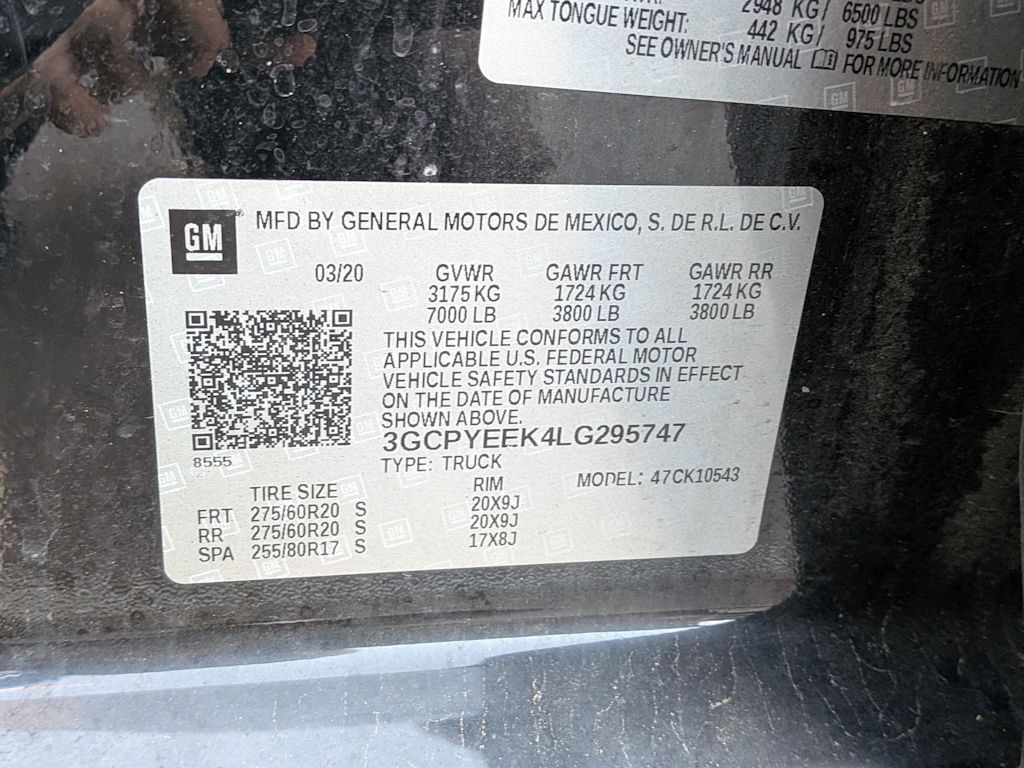 2948 KG/ 6500 LBS
MAX TONGUE WEIGHT: 442 KG/ 975 LBS
SEE OWNER'S MANUAL FOR MORE INFORMATION
GM
GM MFD BY GENERAL MOTORS DE MEXICO, S. DE R.L. DE C.V.
03/20 GVWR GAWR FRT GAWR RR
3175 KG 1724 KG 1724 KG
7000 LB 3800 LB 3800 LB
THIS VEHICLE CONFORMS TO ALL
APPLICABLE U.S. FEDERAL MOTOR
VEHICLE SAFETY STANDARDS IN EFFECT
ON THE DATE OF MANUFACTURE
SHOWN ABOVE.
3GCPYEEK4LG295747
8555
TYPE: TRUCK
MODEL: 47CK10543
TIRE SIZE RIM
FRT 275/60R20 S 20X9J
RR 275/60R20 S 20X9J
SPA 255/80R17 S 17X8J